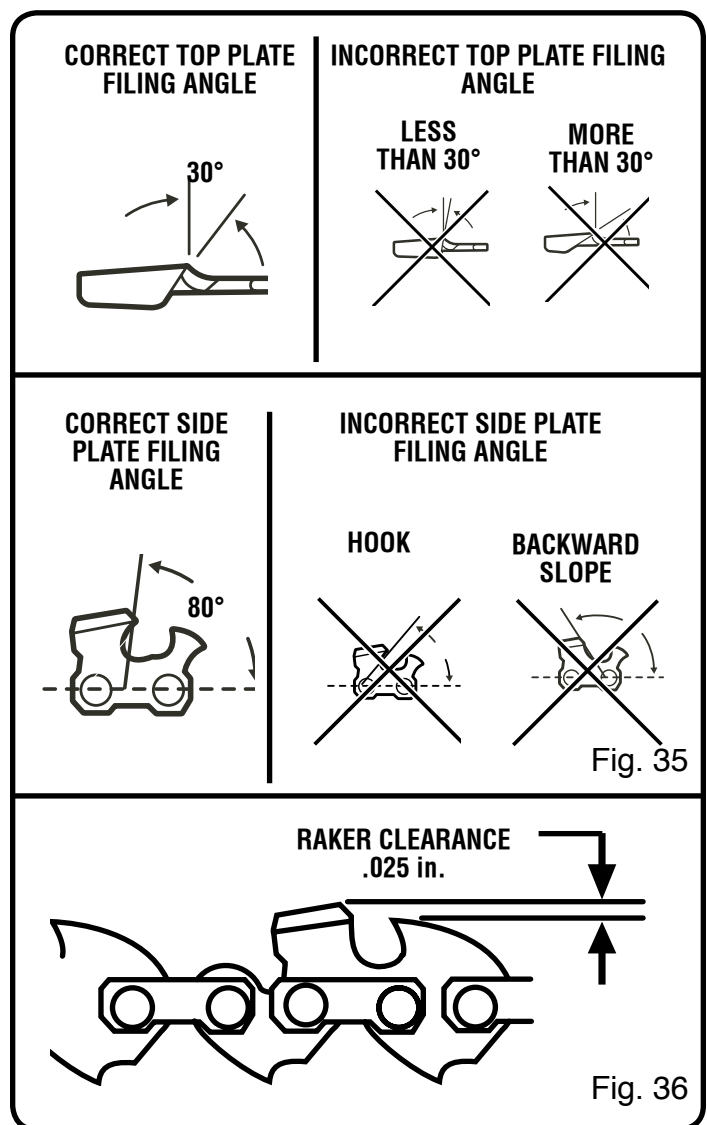 CORRECT TOP PLATE
FILING ANGLE
30°
INCORRECT TOP PLATE FILING
ANGLE
LESS
THAN 30°
MORE
THAN 30°
CORRECT SIDE
PLATE FILING
ANGLE
80°
INCORRECT SIDE PLATE
FILING ANGLE
HOOK
BACKWARD
SLOPE
Fig. 35
RAKER CLEARANCE
.025 in.
Fig. 36